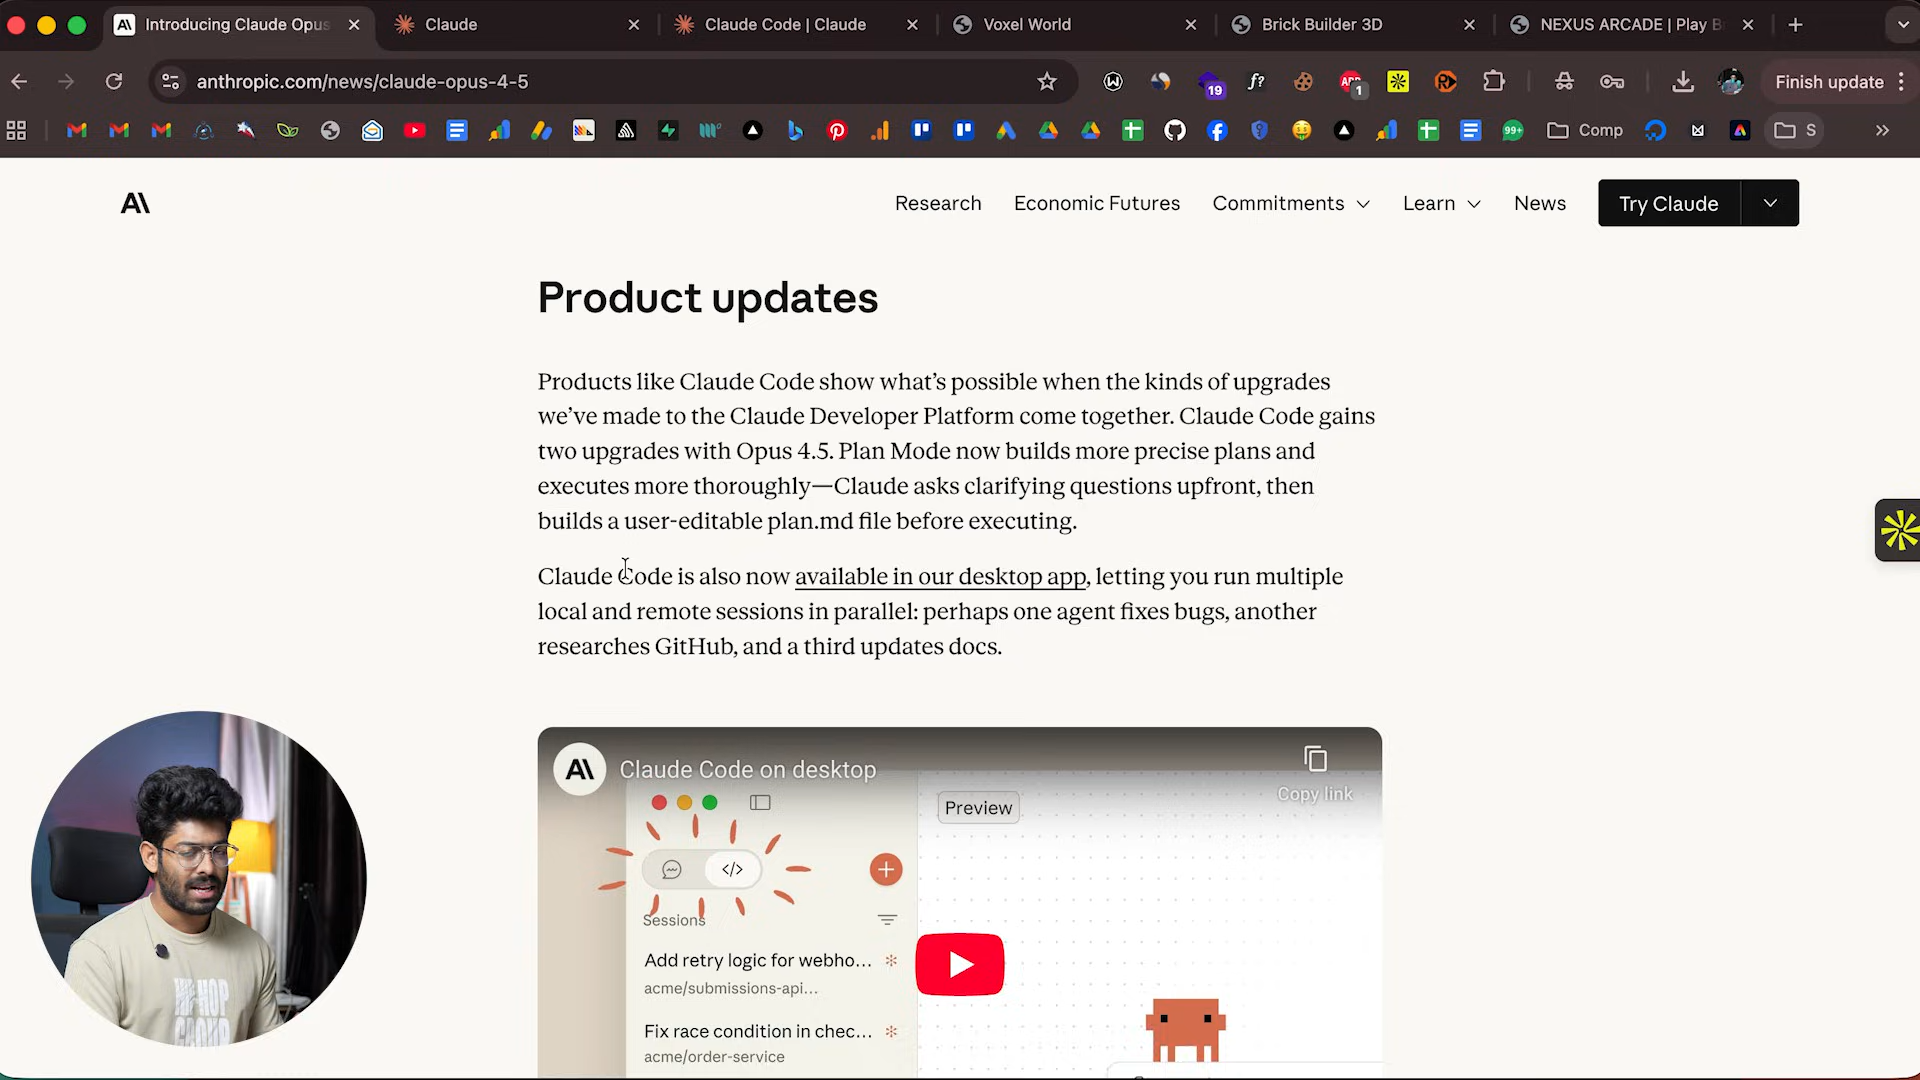 Introducing Claude Opus
Claude
Claude Code | Claude
Voxel World
Brick Builder 3D
NEXUS ARCADE | Play B
anthropic.com/news/claude-opus-4-5
19
f?
1
Finish update
99+
Comp
S
Research
Economic Futures
Commitments
Learn
News
Try Claude
Product updates
Products like Claude Code show what’s possible when the kinds of upgrades
we’ve made to the Claude Developer Platform come together. Claude Code gains
two upgrades with Opus 4.5. Plan Mode now builds more precise plans and
executes more thoroughly—Claude asks clarifying questions upfront, then
builds a user-editable plan.md file before executing.
Claude Code is also now available in our desktop app, letting you run multiple
local and remote sessions in parallel: perhaps one agent fixes bugs, another
researches GitHub, and a third updates docs.
Claude Code on desktop
Copy link
Preview
</>
Sessions
Add retry logic for webho...
acme/submissions-api...
Fix race condition in chec...
acme/order-service